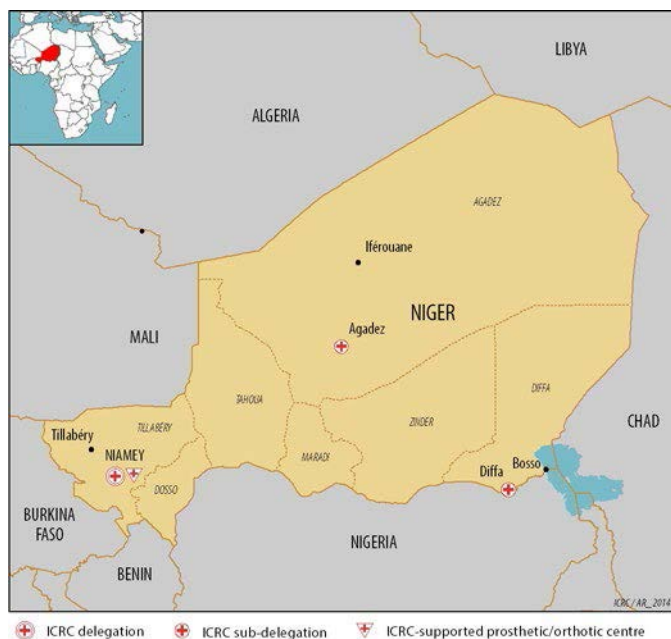 LIBYA
ALGERIA
AGADEZ
Iférouane
NIGER
MALI
Agadez
TAHOUA
DIFFA
ZINDER
CHAD
TILLABÉRY
Tillabéry
MARADI
NIAMEY
Bosso
Diffa
DOSSO
BURKINA
FASO
NIGERIA
BENIN
ICRC / AR_2014
ICRC delegation ICRC sub-delegation ICRC-supported prosthetic/orthotic centre